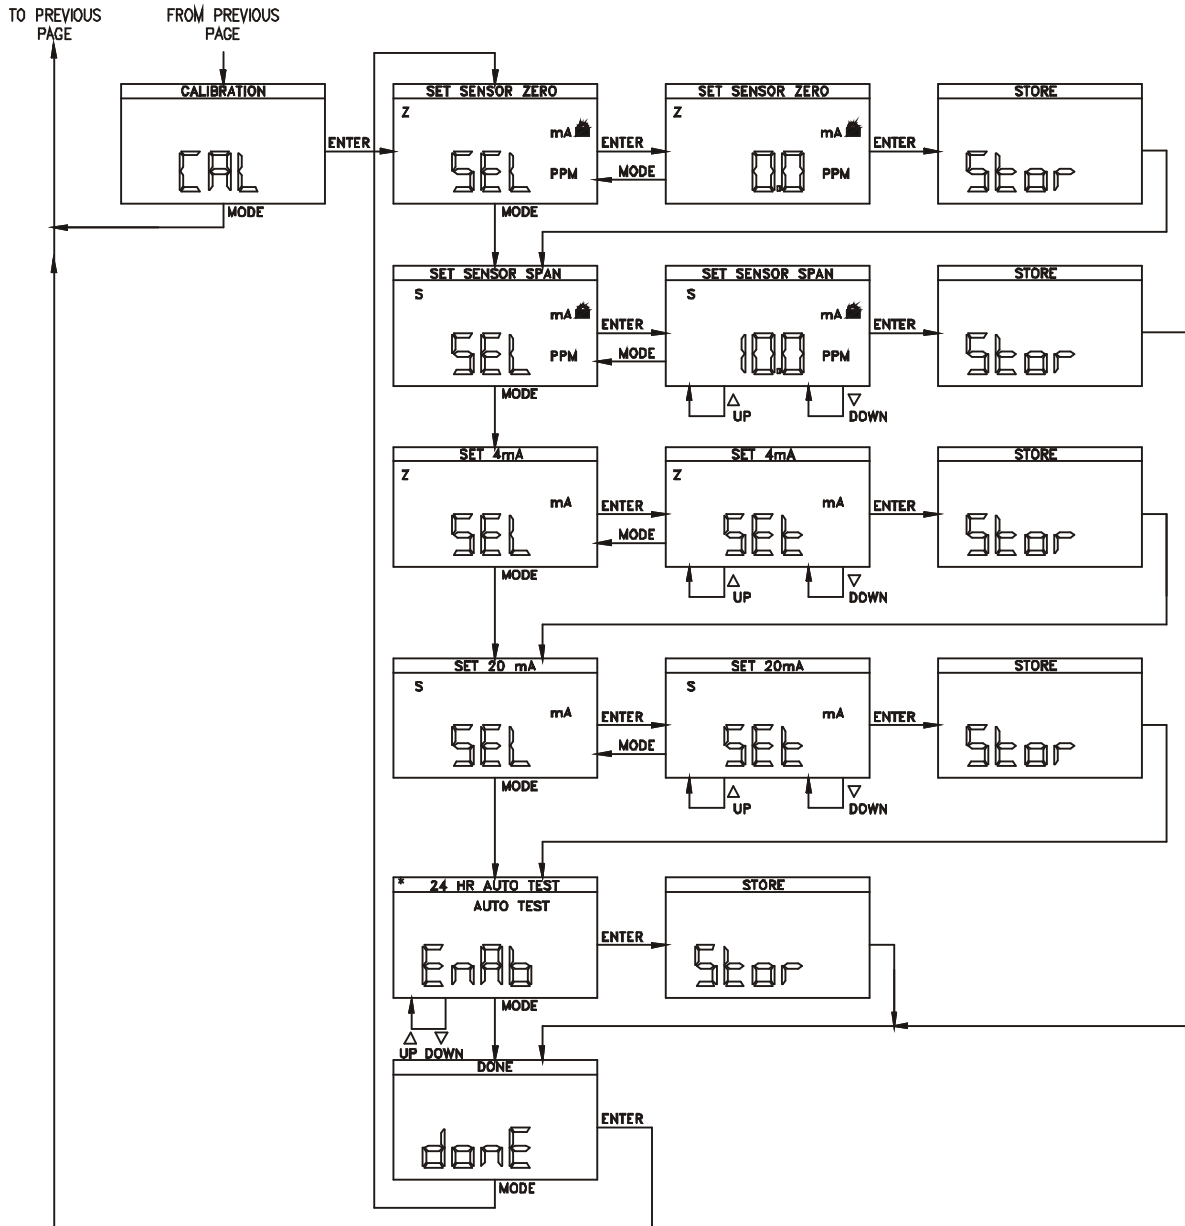 TO PREVIOUS
PAGE
FROM PREVIOUS
PAGE
CALIBRATION
CAL
ENTER
MODE
SET SENSOR ZERO
Z
mA
SEL
PPM
ENTER
MODE
MODE
SET SENSOR ZERO
Z
mA
0.0
PPM
ENTER
STORE
Stor
SET SENSOR SPAN
S
mA
SEL
PPM
ENTER
MODE
MODE
SET SENSOR SPAN
S
mA
10.0
PPM
ENTER
UP
DOWN
STORE
Stor
SET 4mA
Z
mA
SEL
ENTER
MODE
MODE
SET 4mA
Z
mA
SEt
ENTER
UP
DOWN
STORE
Stor
SET 20 mA
S
mA
SEL
ENTER
MODE
MODE
SET 20mA
S
mA
SEt
ENTER
UP
DOWN
STORE
Stor
* 24 HR AUTO TEST
AUTO TEST
EnAb
ENTER
MODE
UP DOWN
STORE
Stor
DONE
donE
ENTER
MODE